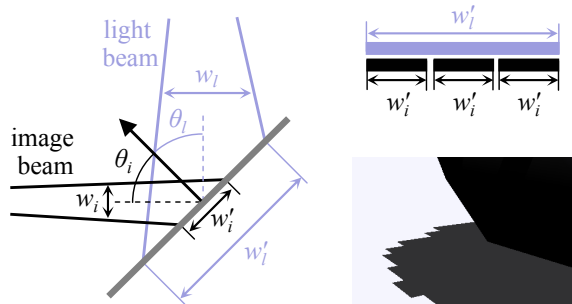 light
beam
w_l
θ_l
image
beam
θ_i
w_i
w′_i
w′_l
w′_l
w′_i w′_i w′_i